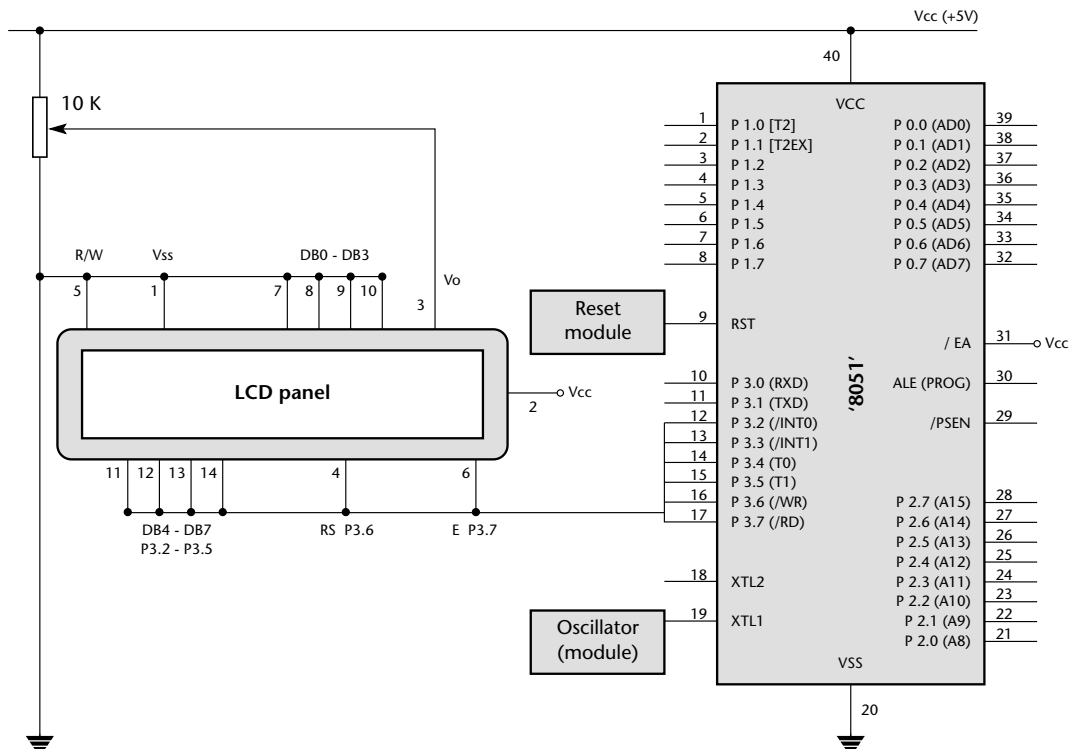 Vcc (+5V)
40
10 K
VCC
1 P 1.0 [T2] P 0.0 (AD0) 39
2 P 1.1 [T2EX] P 0.1 (AD1) 38
3 P 1.2 P 0.2 (AD2) 37
4 P 1.3 P 0.3 (AD3) 36
5 P 1.4 P 0.4 (AD4) 35
6 P 1.5 P 0.5 (AD5) 34
7 P 1.6 P 0.6 (AD6) 33
8 P 1.7 P 0.7 (AD7) 32
R/W Vss DB0 - DB3
5 1 7 8 9 10 3 Vo
Reset
module
9 RST
/ EA 31 Vcc
'8051'
LCD panel
2 Vcc
10 P 3.0 (RXD) ALE (PROG) 30
11 P 3.1 (TXD)
12 P 3.2 (/INT0) /PSEN 29
13 P 3.3 (/INT1)
14 P 3.4 (T0)
15 P 3.5 (T1)
16 P 3.6 (/WR) P 2.7 (A15) 28
17 P 3.7 (/RD) P 2.6 (A14) 27
P 2.5 (A13) 26
P 2.4 (A12) 25
18 XTL2 P 2.3 (A11) 24
P 2.2 (A10) 23
19 XTL1 P 2.1 (A9) 22
P 2.0 (A8) 21
11 12 13 14 4 6
DB4 - DB7 RS P3.6 E P3.7
P3.2 - P3.5
Oscillator
(module)
VSS
20